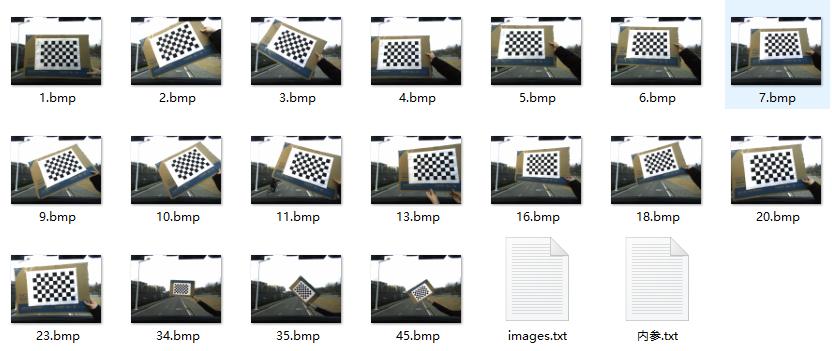 1.bmp
2.bmp
3.bmp
4.bmp
5.bmp
6.bmp
7.bmp
9.bmp
10.bmp
11.bmp
13.bmp
16.bmp
18.bmp
20.bmp
23.bmp
34.bmp
35.bmp
45.bmp
images.txt
内参.txt